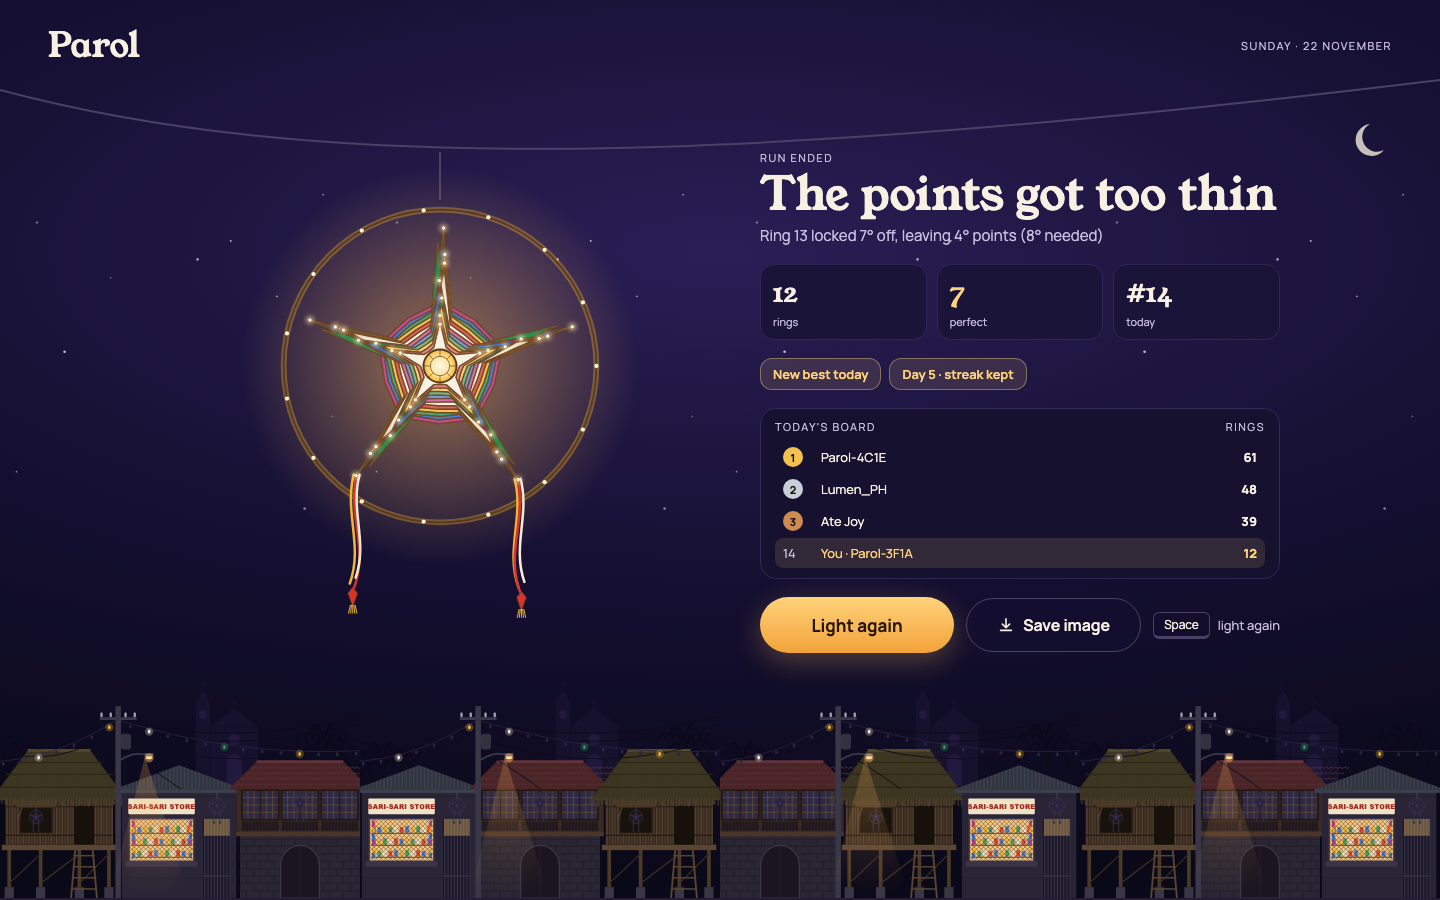 Parol
SUNDAY · 22 NOVEMBER
RUN ENDED
The points got too thin
Ring 13 locked 7° off, leaving 4° points (8° needed)
12
rings
7
perfect
#14
today
New best today
Day 5 · streak kept
TODAY'S BOARD RINGS
1 Parol-4C1E 61
2 Lumen_PH 48
3 Ate Joy 39
14 You · Parol-3F1A 12
Light again
Save image
Space light again
SARI-SARI STORE
SARI-SARI STORE
SARI-SARI STORE
SARI-SARI STORE